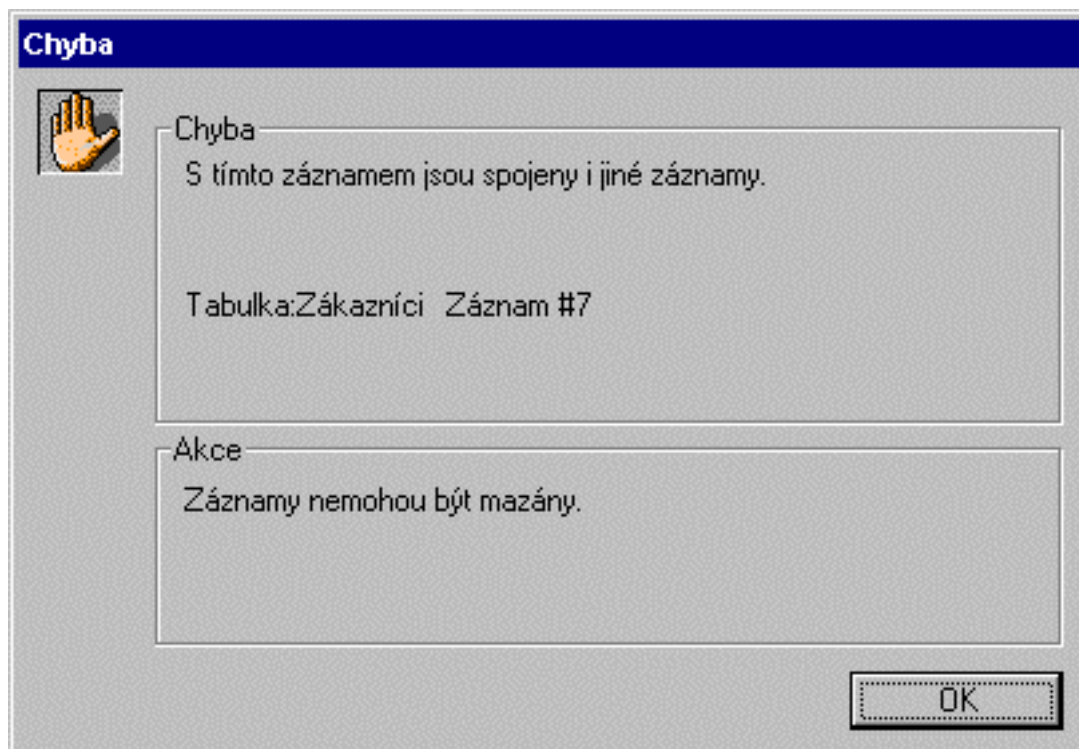 Chyba
Chyba
S tímto záznamem jsou spojeny i jiné záznamy.
Tabulka:Zákazníci Záznam #7
Akce
Záznamy nemohou být mazány.
OK